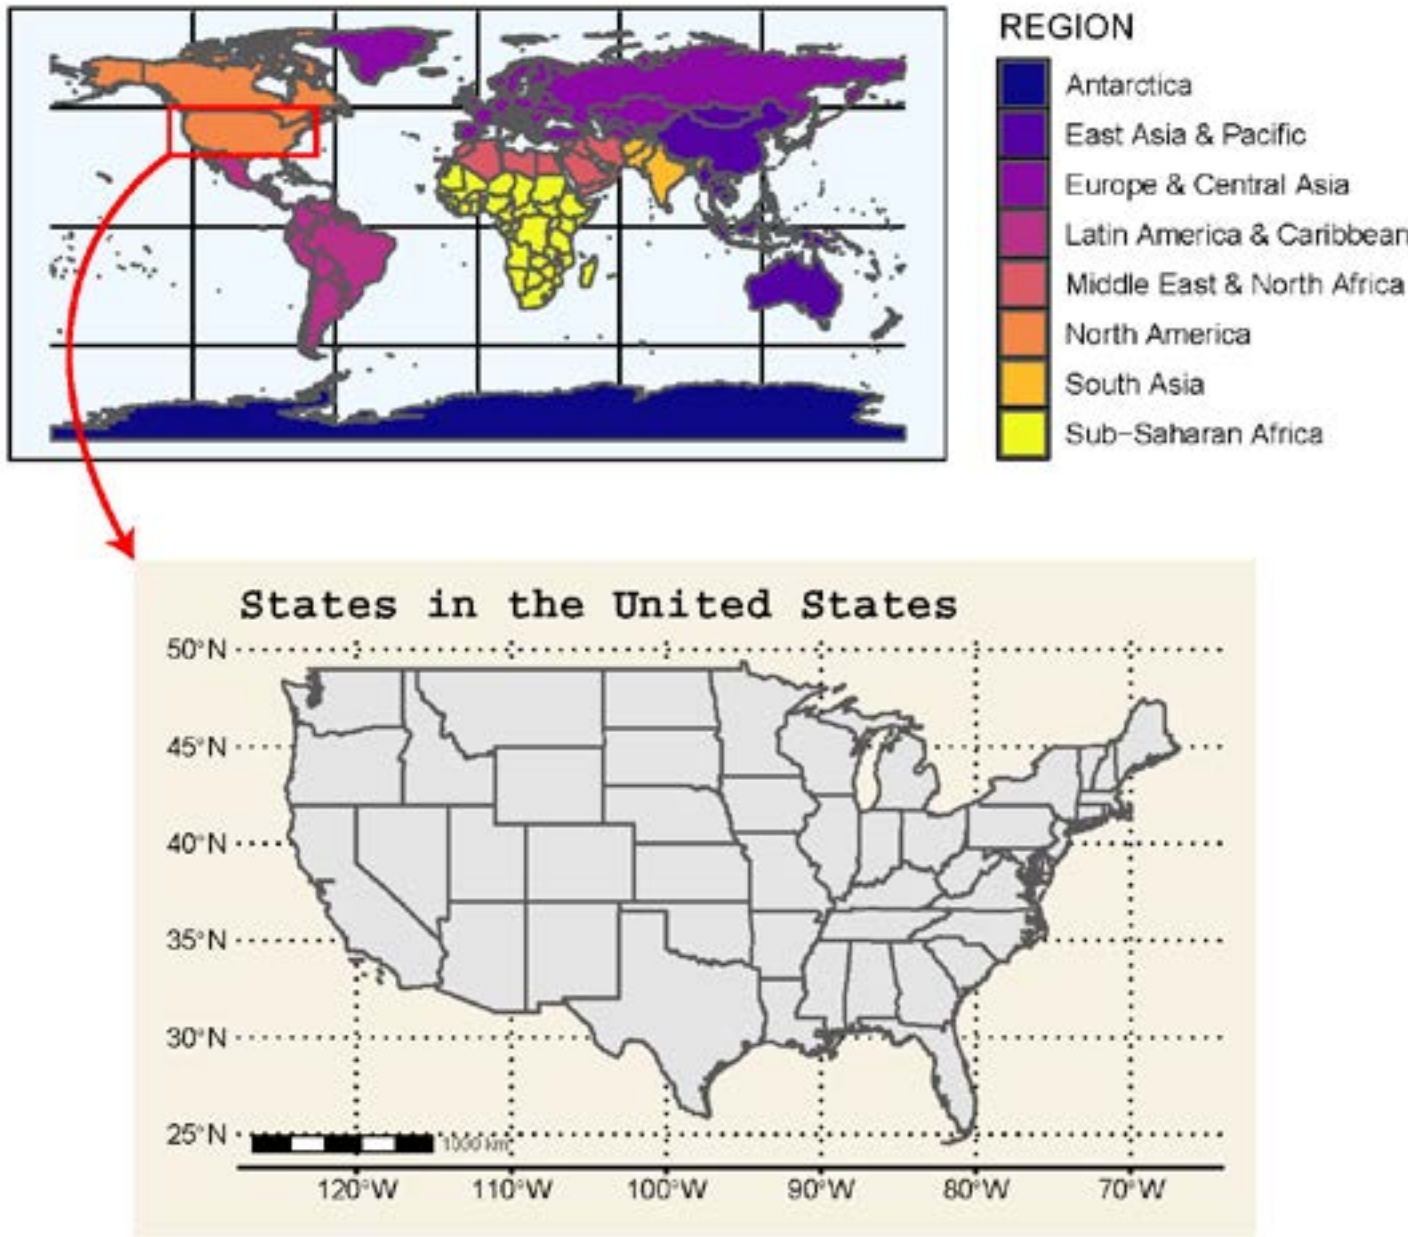 REGION
Antarctica
East Asia & Pacific
Europe & Central Asia
Latin America & Caribbean
Middle East & North Africa
North America
South Asia
Sub−Saharan Africa
States in the United States
50°N
45°N
40°N
35°N
30°N
25°N
1000 km
120°W
110°W
100°W
90°W
80°W
70°W